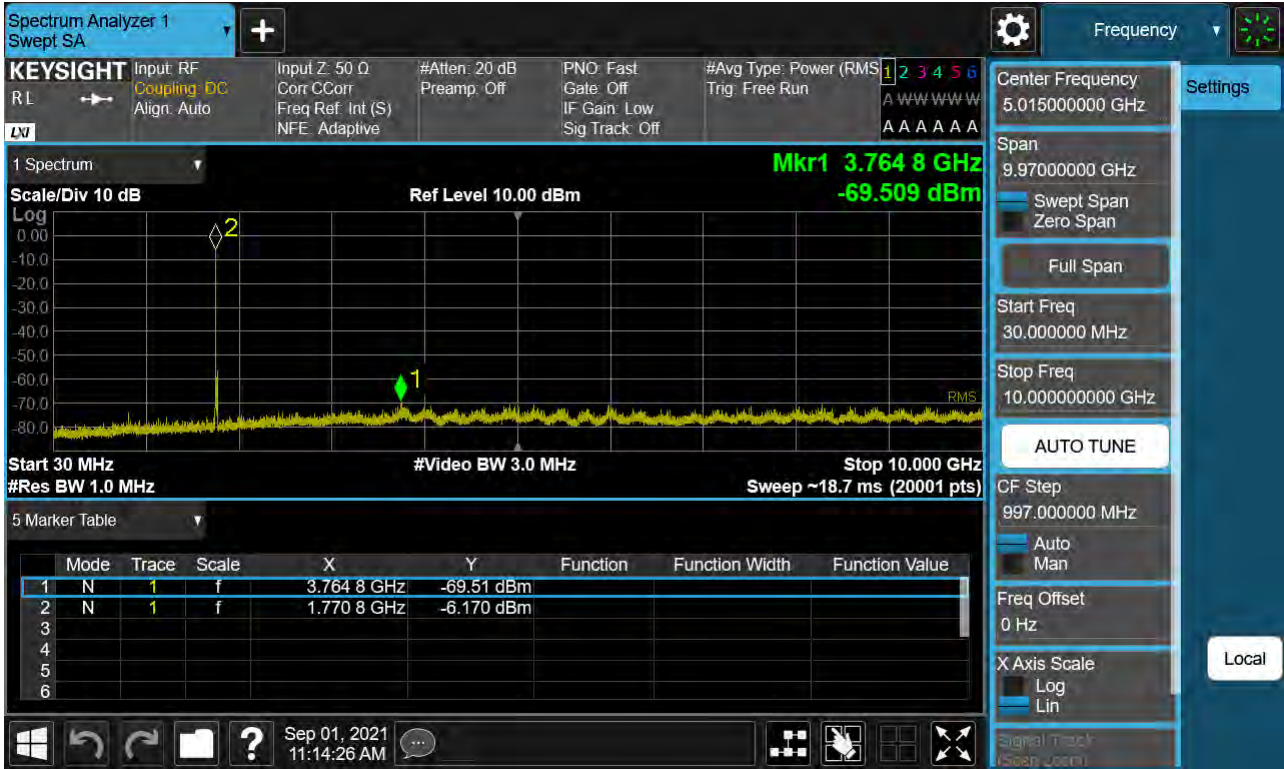 Spectrum Analyzer 1
Swept SA
+
Frequency
KEYSIGHT
R L
LXI
Input: RF
Coupling: DC
Align: Auto
Input Z: 50 Ω
Corr CCorr
Freq Ref: Int (S)
NFE: Adaptive
#Atten: 20 dB
Preamp: Off
PNO: Fast
Gate: Off
IF Gain: Low
Sig Track: Off
#Avg Type: Power (RMS
Trig: Free Run
1 2 3 4 5 6
A W W W W W
A A A A A A
1 Spectrum
Scale/Div 10 dB
Log
Ref Level 10.00 dBm
Mkr1 3.764 8 GHz
-69.509 dBm
0.00
-10.0
-20.0
-30.0
-40.0
-50.0
-60.0
-70.0
-80.0
2
1
RMS
Start 30 MHz
#Video BW 3.0 MHz
Stop 10.000 GHz
#Res BW 1.0 MHz
Sweep ~18.7 ms (20001 pts)
5 Marker Table
Mode Trace Scale X Y Function Function Width Function Value
1 N 1 f 3.764 8 GHz -69.51 dBm
2 N 1 f 1.770 8 GHz -6.170 dBm
3
4
5
6
?
Sep 01, 2021
11:14:26 AM
Center Frequency
5.015000000 GHz
Span
9.97000000 GHz
Swept Span
Zero Span
Full Span
Start Freq
30.000000 MHz
Stop Freq
10.000000000 GHz
AUTO TUNE
CF Step
997.000000 MHz
Auto
Man
Freq Offset
0 Hz
X Axis Scale
Log
Lin
Signal Track
(Span Zoom)
Settings
Local